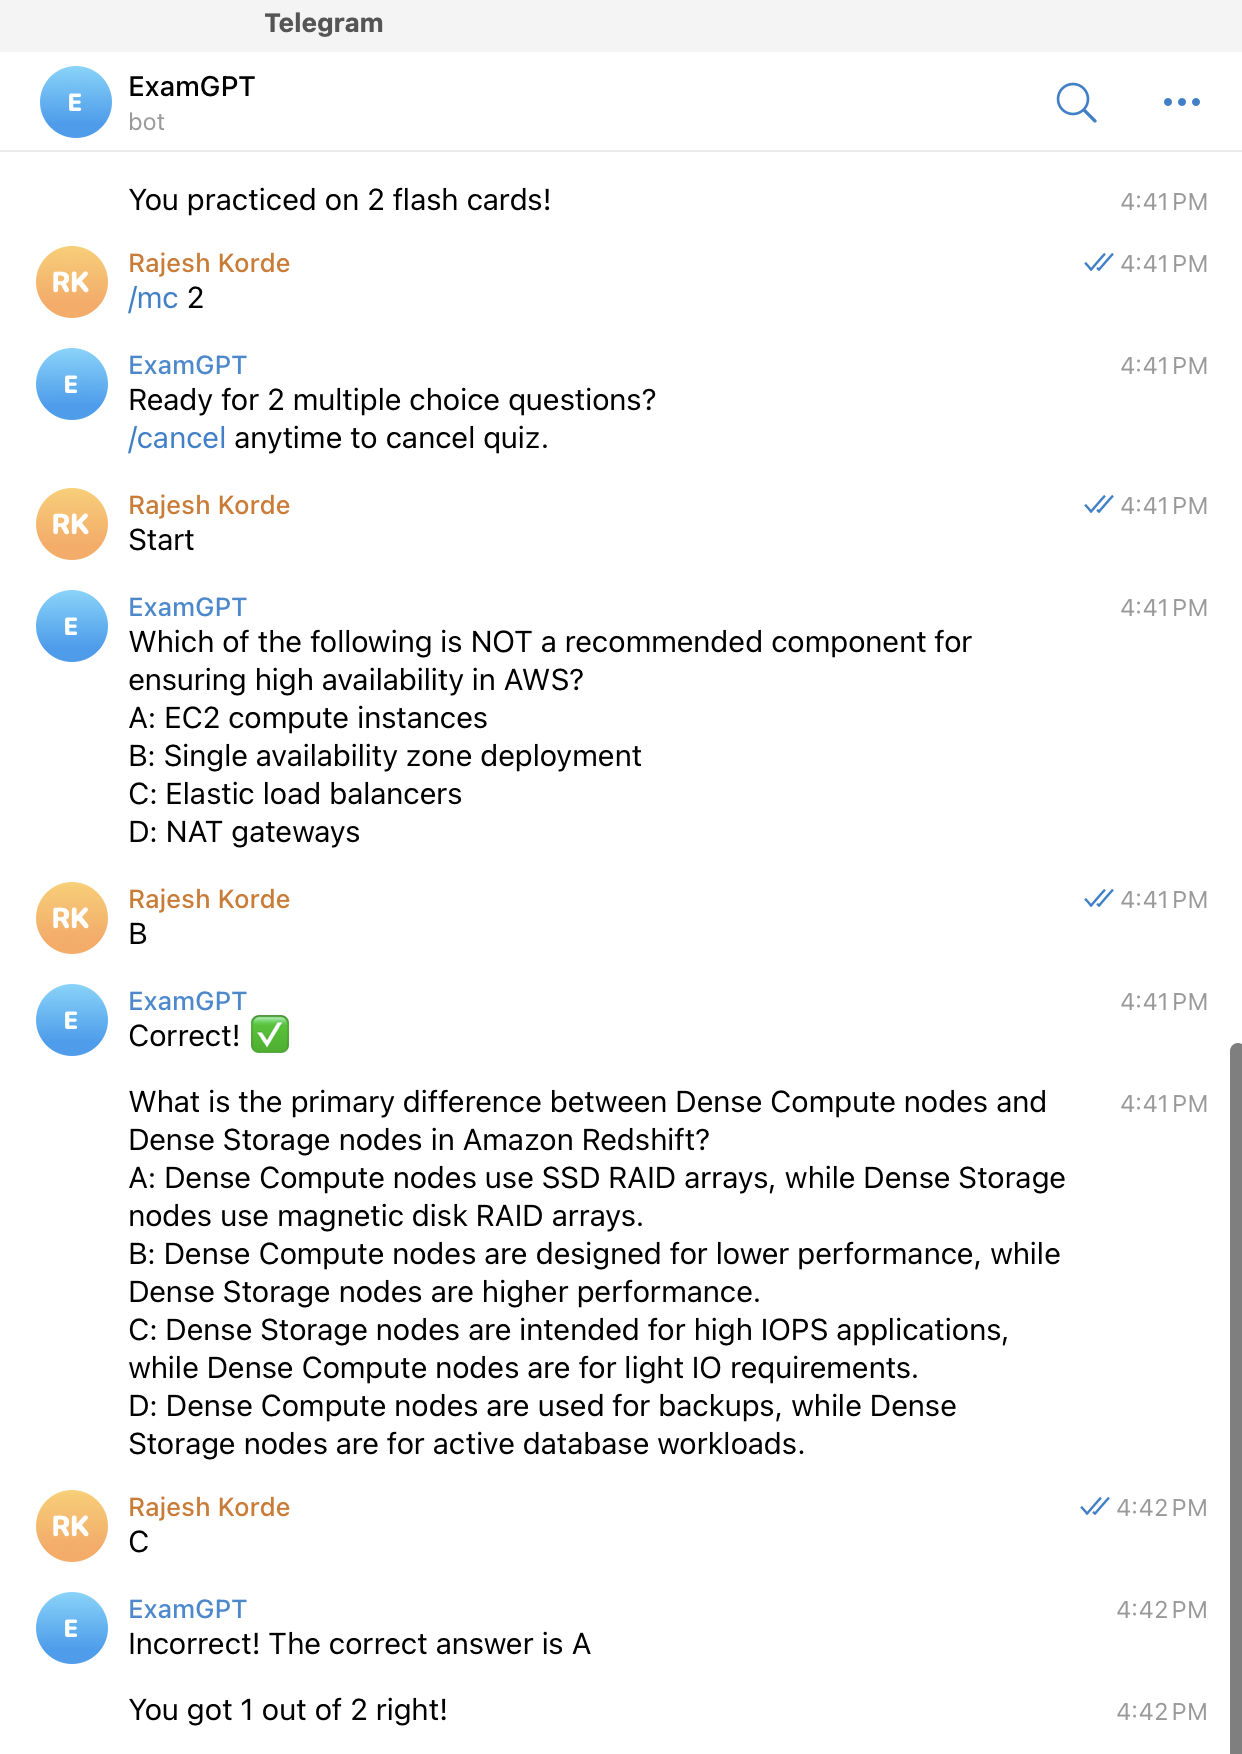 Telegram
E
ExamGPT
bot
You practiced on 2 flash cards!
4:41 PM
RK
Rajesh Korde
4:41 PM
/mc 2
E
ExamGPT
4:41 PM
Ready for 2 multiple choice questions?
/cancel anytime to cancel quiz.
RK
Rajesh Korde
4:41 PM
Start
E
ExamGPT
4:41 PM
Which of the following is NOT a recommended component for
ensuring high availability in AWS?
A: EC2 compute instances
B: Single availability zone deployment
C: Elastic load balancers
D: NAT gateways
RK
Rajesh Korde
4:41 PM
B
E
ExamGPT
4:41 PM
Correct! ✅
What is the primary difference between Dense Compute nodes and
4:41 PM
Dense Storage nodes in Amazon Redshift?
A: Dense Compute nodes use SSD RAID arrays, while Dense Storage
nodes use magnetic disk RAID arrays.
B: Dense Compute nodes are designed for lower performance, while
Dense Storage nodes are higher performance.
C: Dense Storage nodes are intended for high IOPS applications,
while Dense Compute nodes are for light IO requirements.
D: Dense Compute nodes are used for backups, while Dense
Storage nodes are for active database workloads.
RK
Rajesh Korde
4:42 PM
C
E
ExamGPT
4:42 PM
Incorrect! The correct answer is A
You got 1 out of 2 right!
4:42 PM